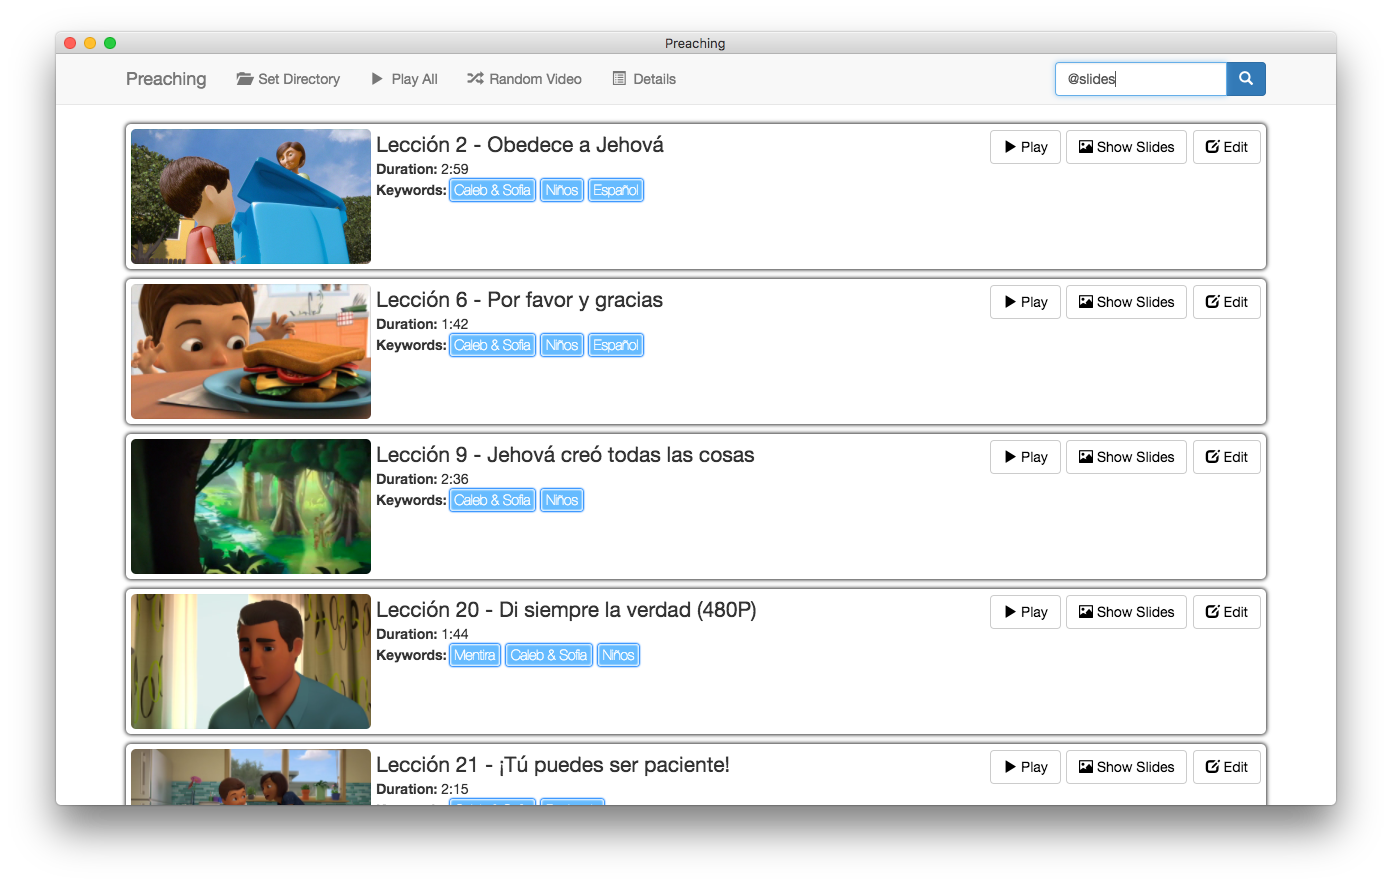 Preaching
Preaching Set Directory Play All Random Video Details @slides
Lección 2 - Obedece a Jehová Play Show Slides Edit
Duration: 2:59
Keywords: Caleb & Sofia Niños Español
Lección 6 - Por favor y gracias Play Show Slides Edit
Duration: 1:42
Keywords: Caleb & Sofia Niños Español
Lección 9 - Jehová creó todas las cosas Play Show Slides Edit
Duration: 2:36
Keywords: Caleb & Sofia Niños
Lección 20 - Di siempre la verdad (480P) Play Show Slides Edit
Duration: 1:44
Keywords: Mentira Caleb & Sofia Niños
Lección 21 - ¡Tú puedes ser paciente! Play Show Slides Edit
Duration: 2:15